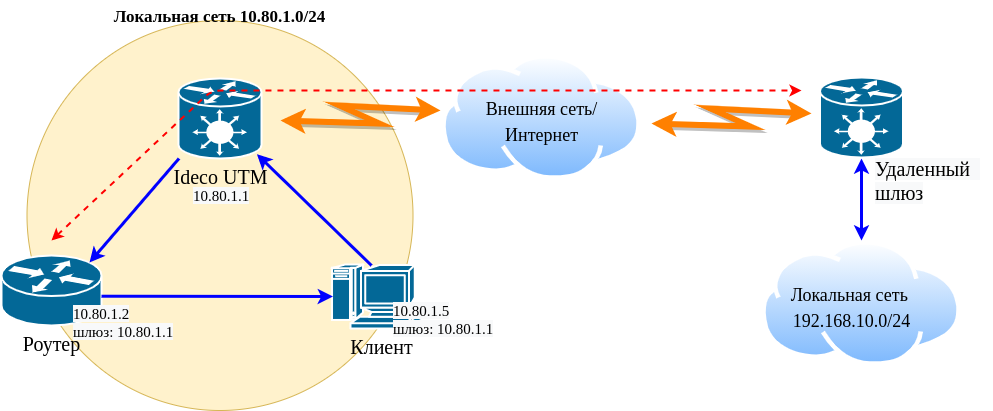 Локальная сеть 10.80.1.0/24
Внешняя сеть/
Интернет
Ideco UTM
10.80.1.1
Удаленный
шлюз
10.80.1.2
шлюз: 10.80.1.1
Роутер
10.80.1.5
шлюз: 10.80.1.1
Клиент
Локальная сеть
192.168.10.0/24